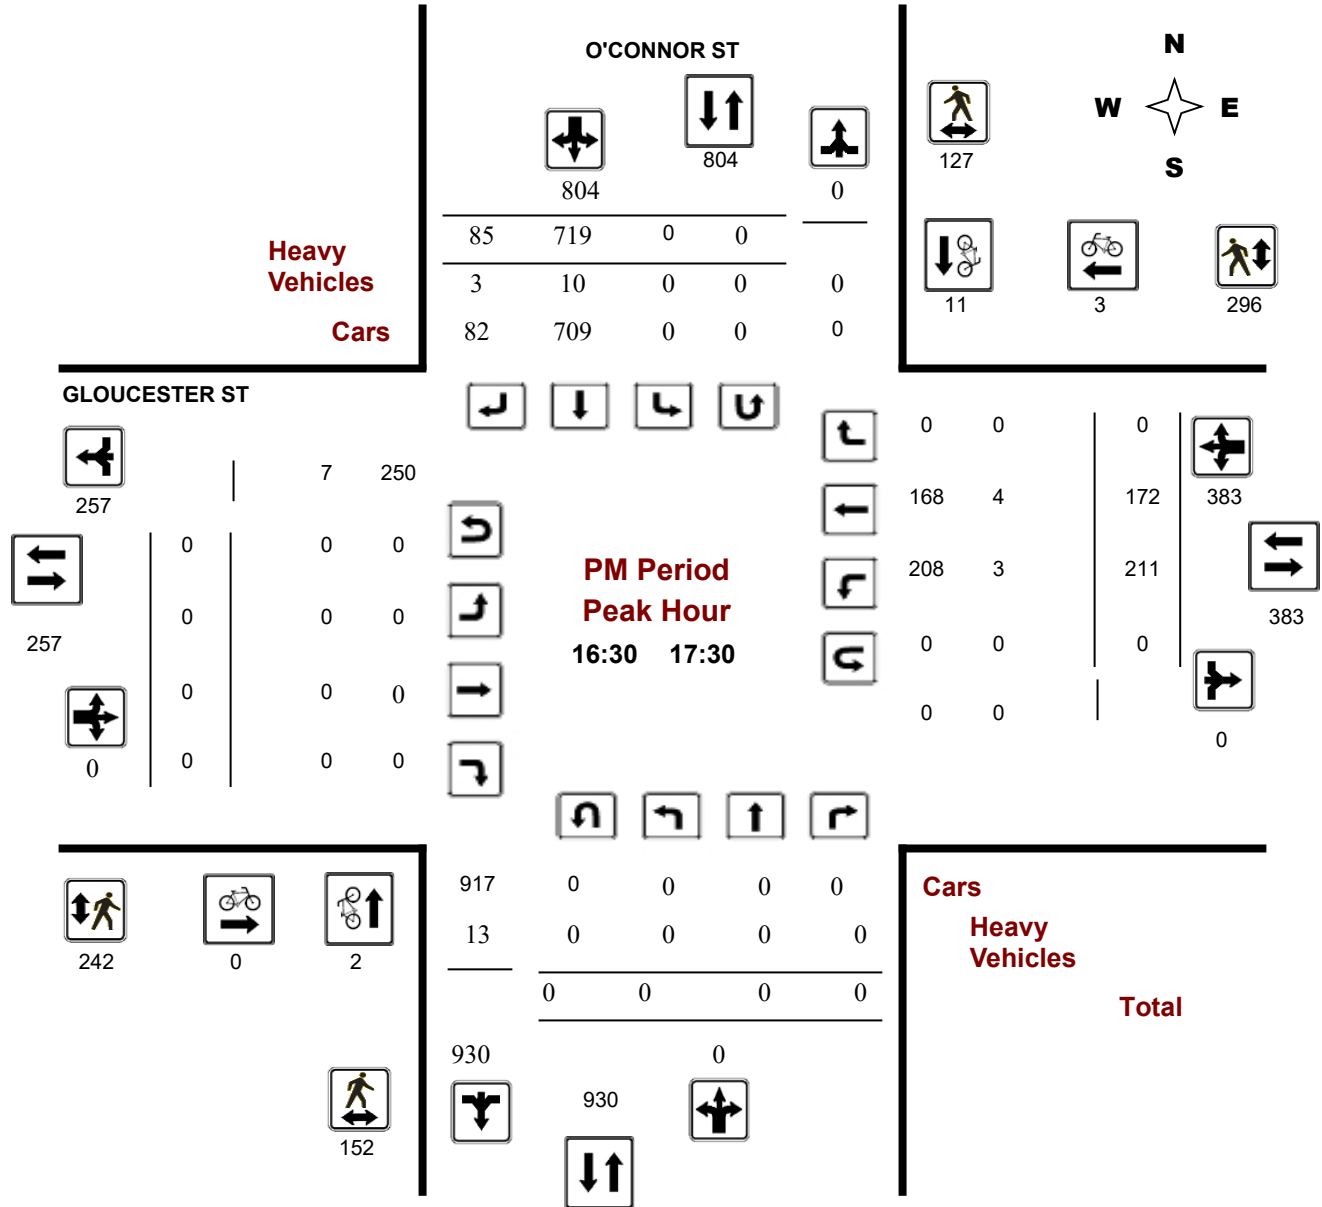 O'CONNOR ST
N
W E
S
804
127
804 0
85 719 0 0
Heavy
Vehicles
3 10 0 0 0
11 3 296
Cars
82 709 0 0 0
GLOUCESTER ST
0 0 0
7 250
257
168 4 172 383
0 0 0
PM Period
208 3 211
Peak Hour
383
0 0 0
257
16:30 17:30
0 0 0
0 0 0
0 0
0
0 0 0
0
917 0 0 0 0
Cars
13 0 0 0 0
Heavy
Vehicles
242 0 2
0 0 0 0
Total
930 0
930
152